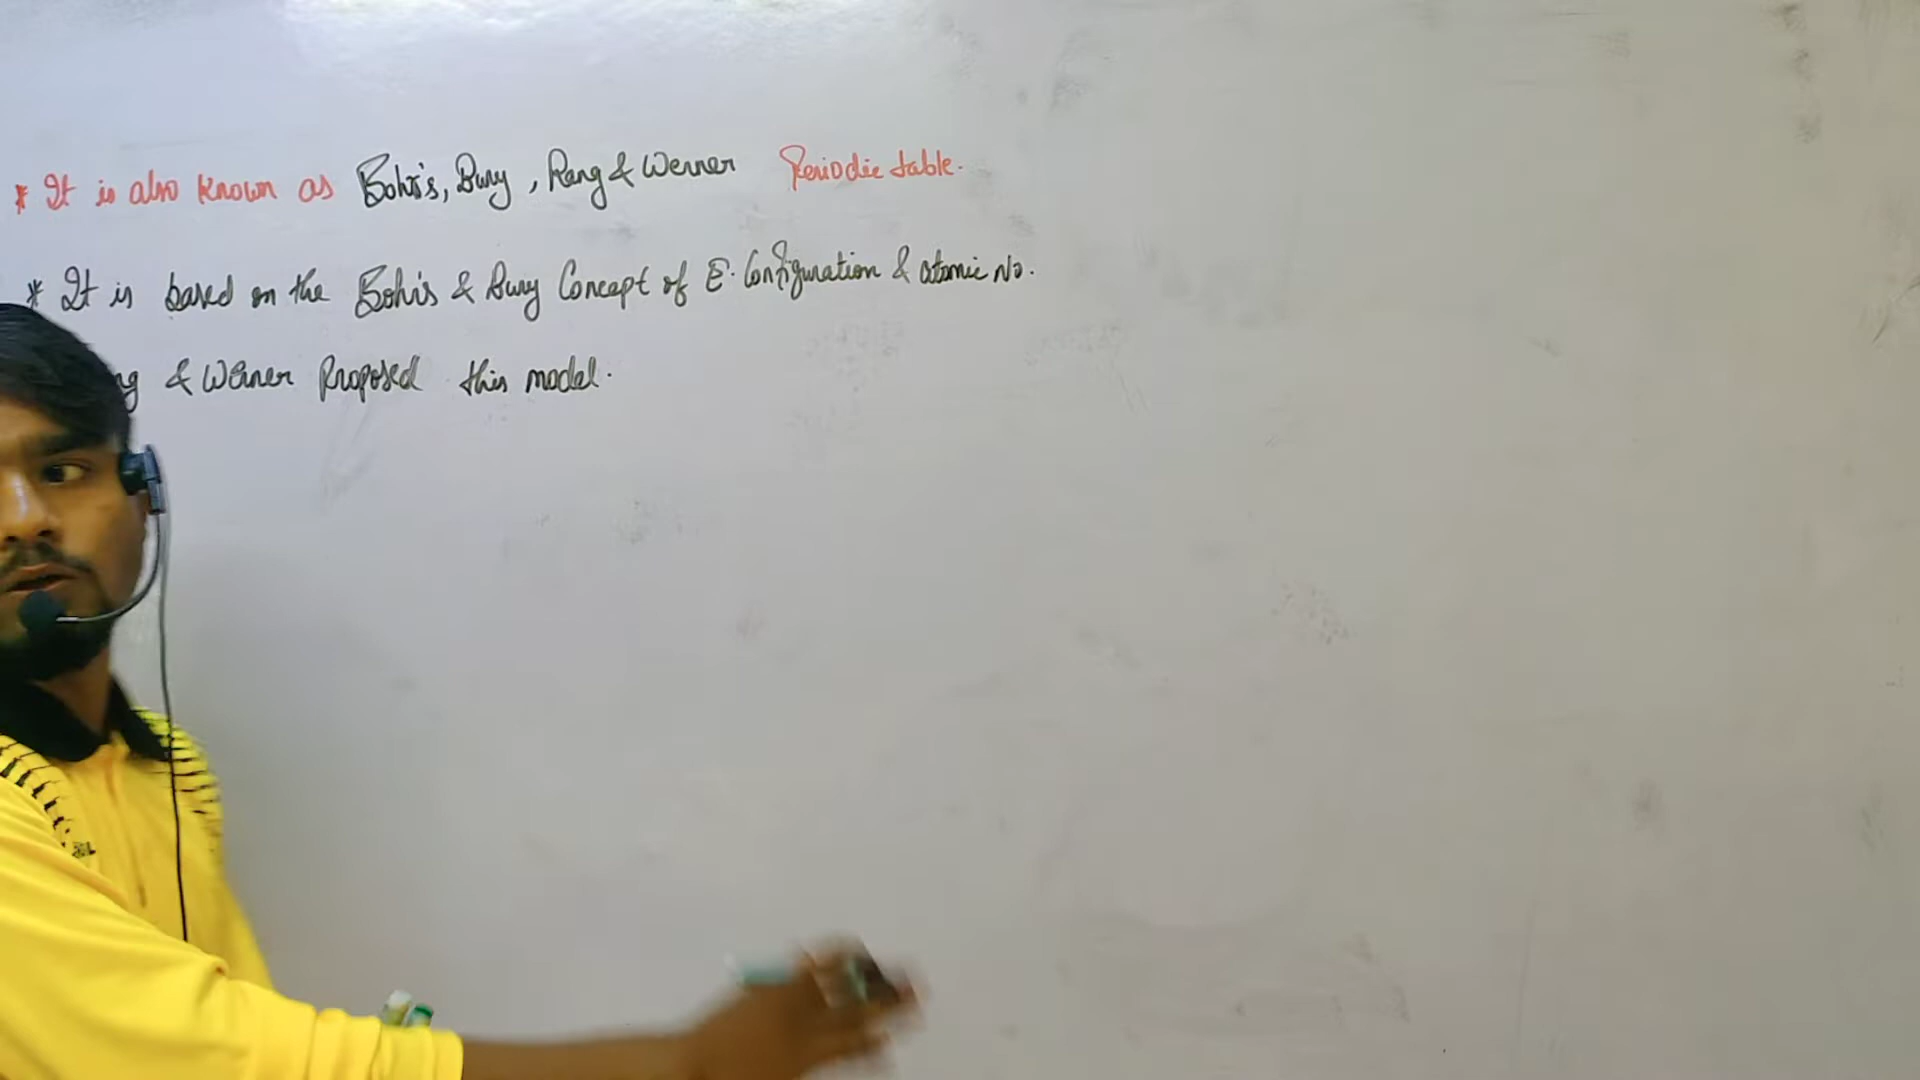 * It is also known as Bohr's, Bury, Rang & Werner Periodic table.
* It is based on the Bohr's & Bury Concept of E. Configuration & atomic No.
& Werner Proposed this model.